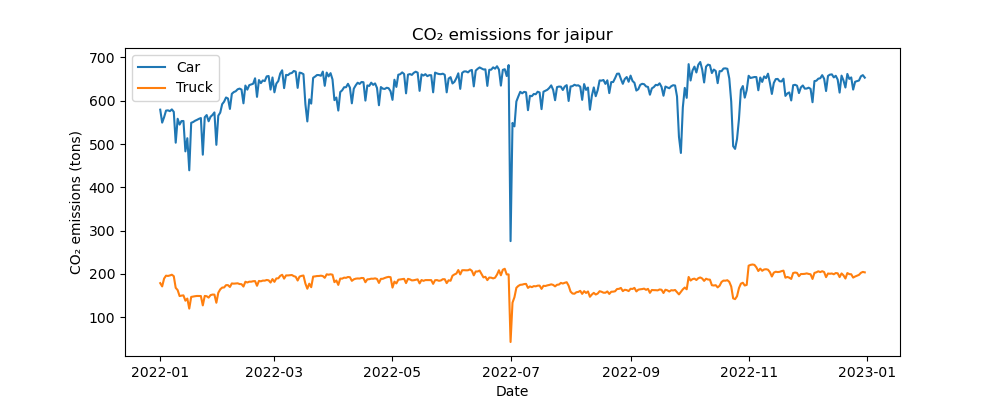 CO₂ emissions for jaipur
Car
Truck
CO₂ emissions (tons)
700
600
500
400
300
200
100
2022-01
2022-03
2022-05
2022-07
2022-09
2022-11
2023-01
Date